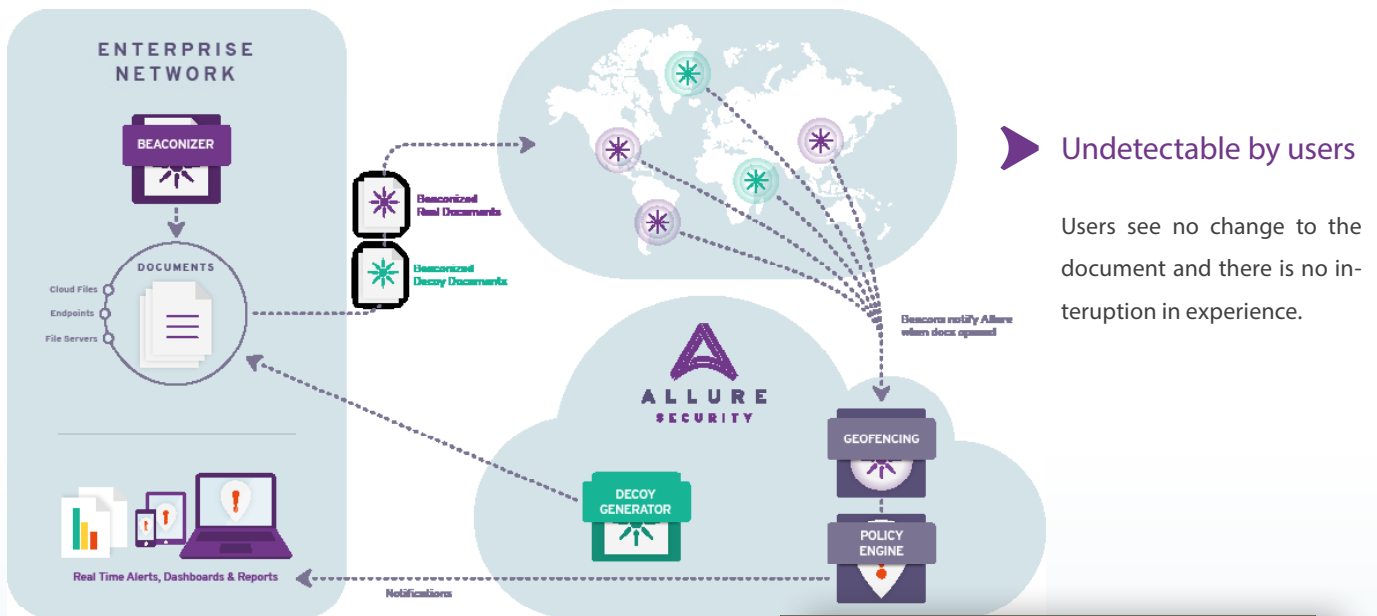 ENTERPRISE
NETWORK
BEACONIZER
DOCUMENTS
Cloud Files
Endpoints
File Servers
Beaconized
Real Documents
Beaconized
Decoy Documents
Real Time Alerts, Dashboards & Reports
Notifications
Beacons notify Allure
when docs opened
ALLURE
SECURITY
DECOY
GENERATOR
GEOFENCING
POLICY
ENGINE
Undetectable by users
Users see no change to the
document and there is no in-
teruption in experience.